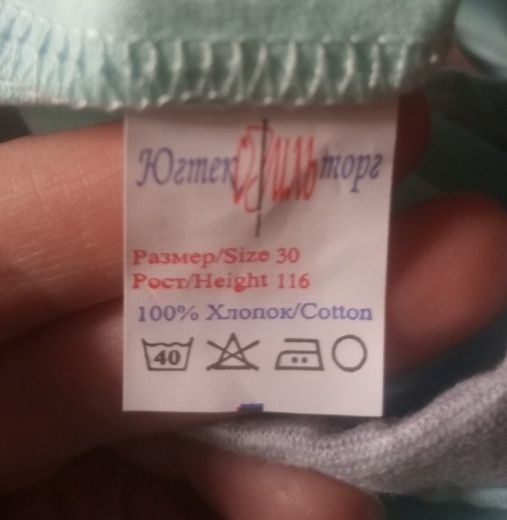 Югтекстильторг
Размер/Size 30
Рост/Height 116
100% Хлопок/Cotton
40